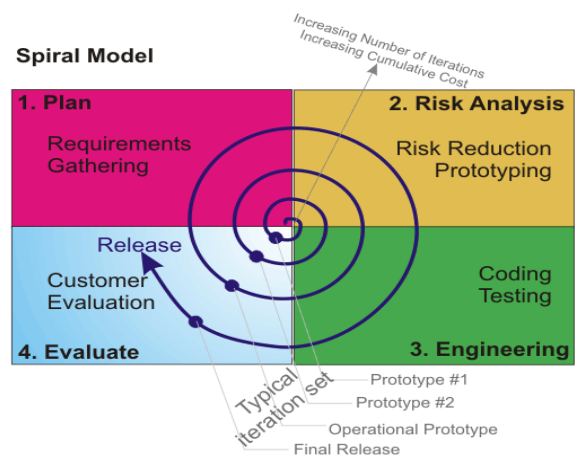 Spiral Model
Increasing Number of Iterations
Increasing Cumulative Cost
1. Plan
Requirements
Gathering
2. Risk Analysis
Risk Reduction
Prototyping
Release
Customer
Evaluation
4. Evaluate
Coding
Testing
3. Engineering
Typical
iteration set
Prototype #1
Prototype #2
Operational Prototype
Final Release